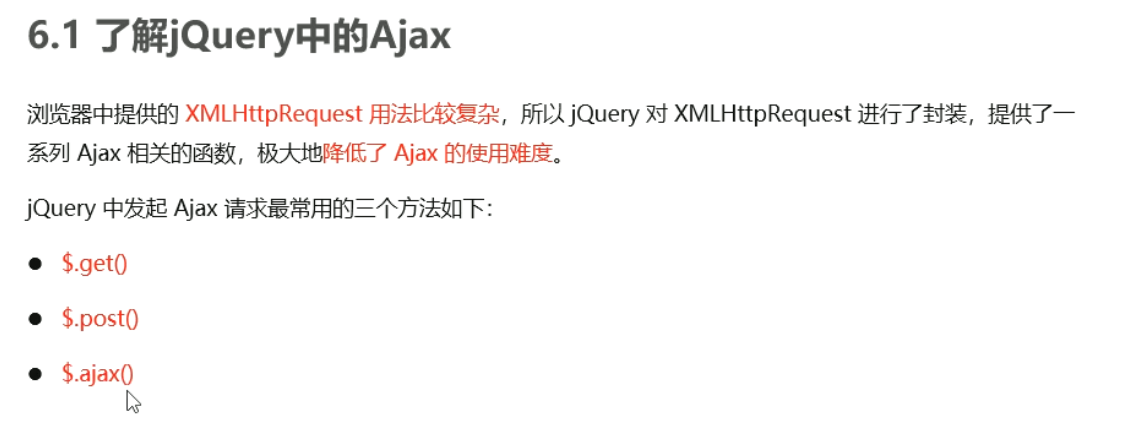 6.1 了解jQuery中的Ajax
浏览器中提供的 XMLHttpRequest 用法比较复杂，所以 jQuery 对 XMLHttpRequest 进行了封装，提供了一
系列 Ajax 相关的函数，极大地降低了 Ajax 的使用难度。
jQuery 中发起 Ajax 请求最常用的三个方法如下：
● $.get()
● $.post()
● $.ajax()